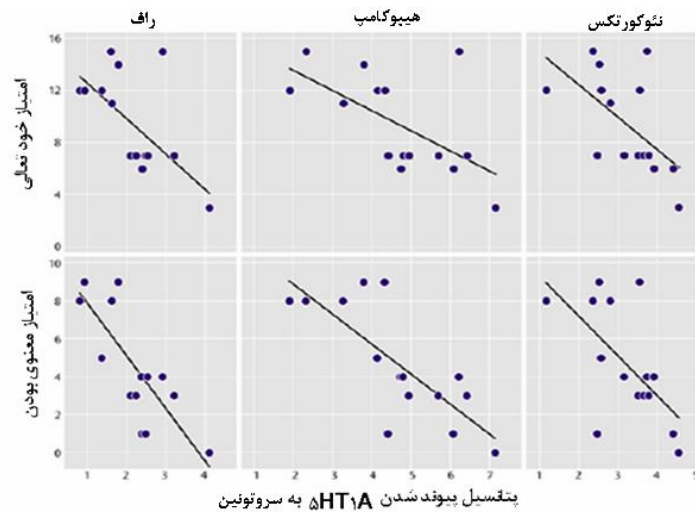 راف هیپوکامپ نئوکورتکس
امتیاز خود تعالی
16
12
8
4
0
امتیاز معنوی بودن
10
8
6
4
2
0
1 2 3 4 1 2 3 4 5 6 7 1 2 3 4 5
پتانسیل پیوند شدن 5HT1A به سروتونین